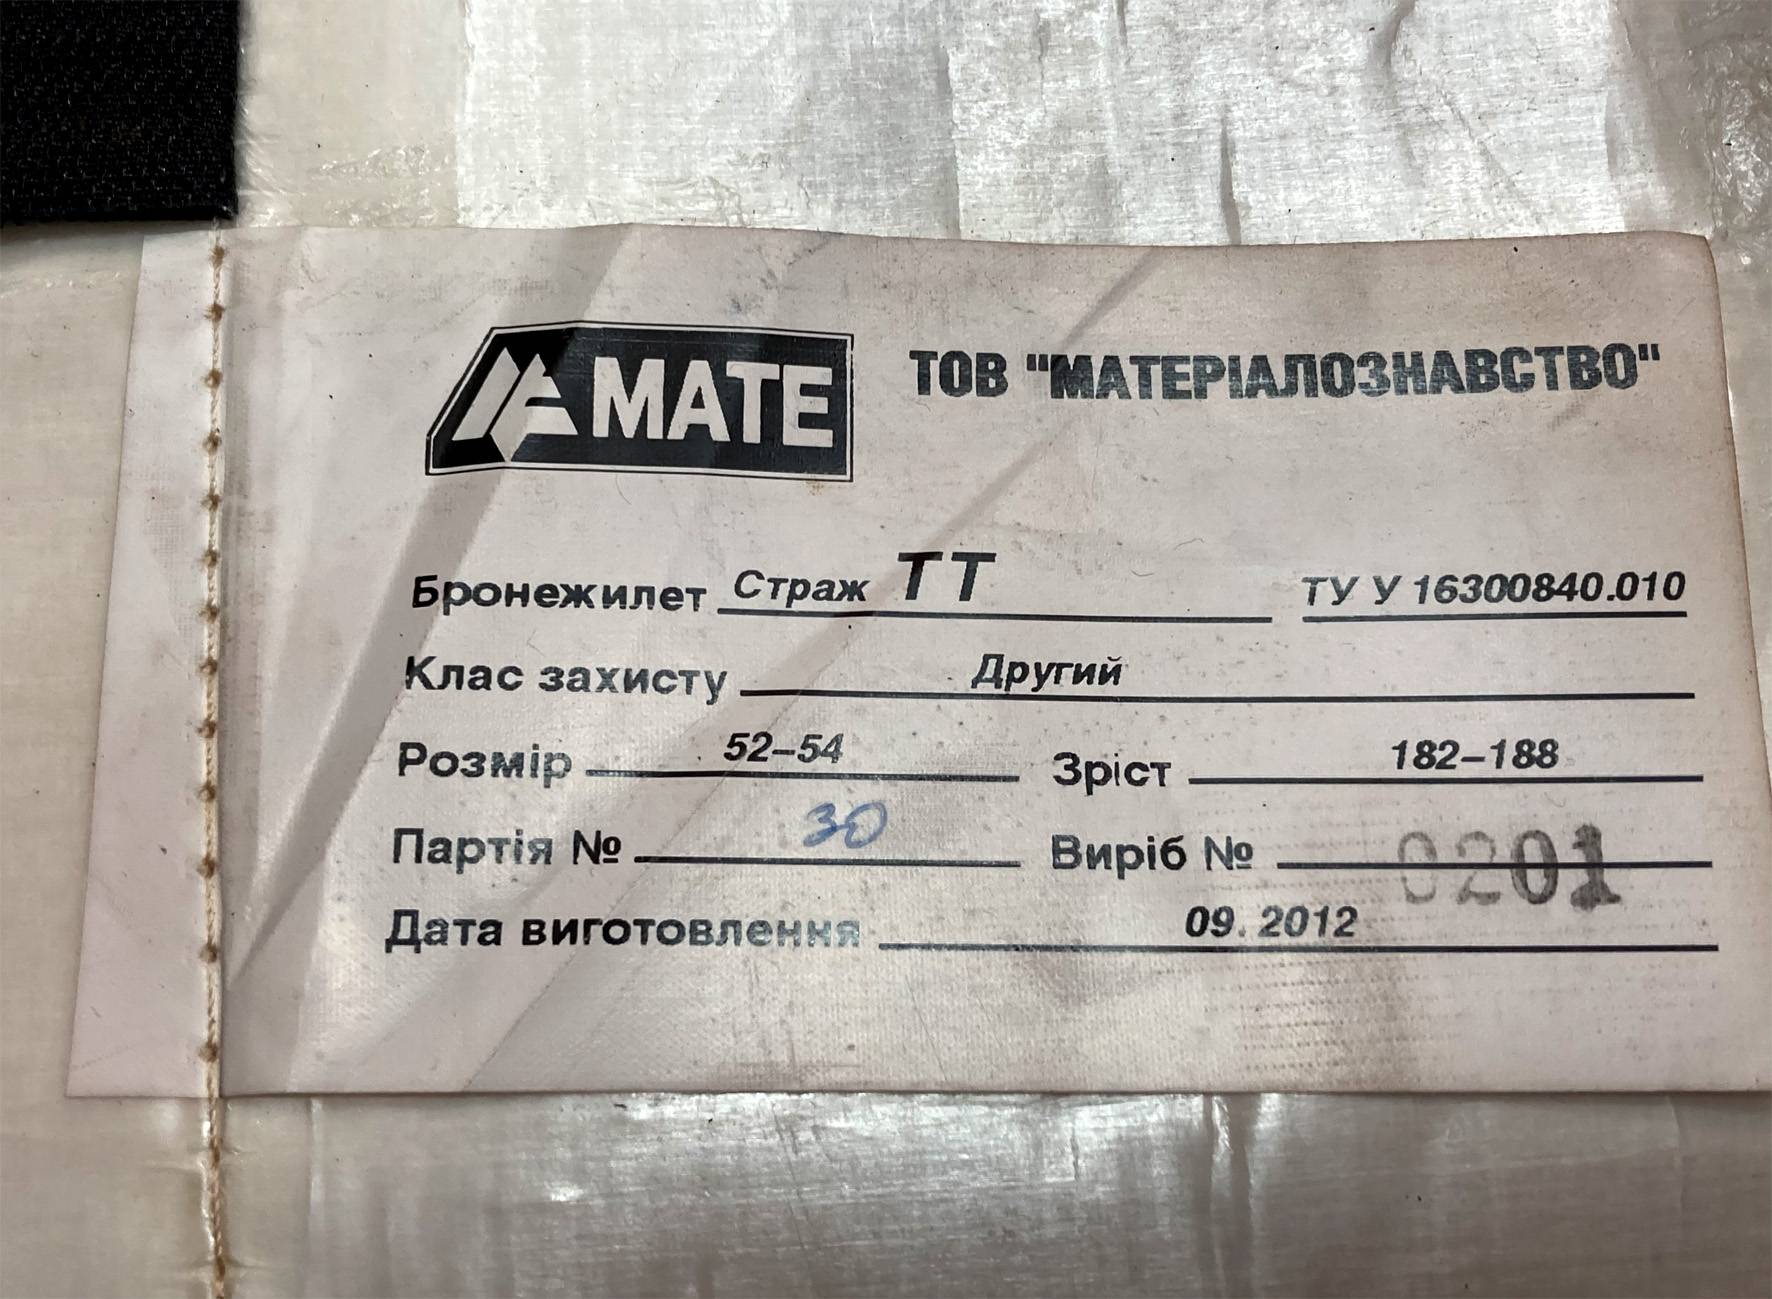 MATE ТОВ "МАТЕРІАЛОЗНАВСТВО"
Бронежилет Страж ТТ ТУ У 16300840.010
Клас захисту Другий
Розмір 52-54 Зріст 182-188
Партія № 30 Виріб № 0201
Дата виготовлення 09.2012